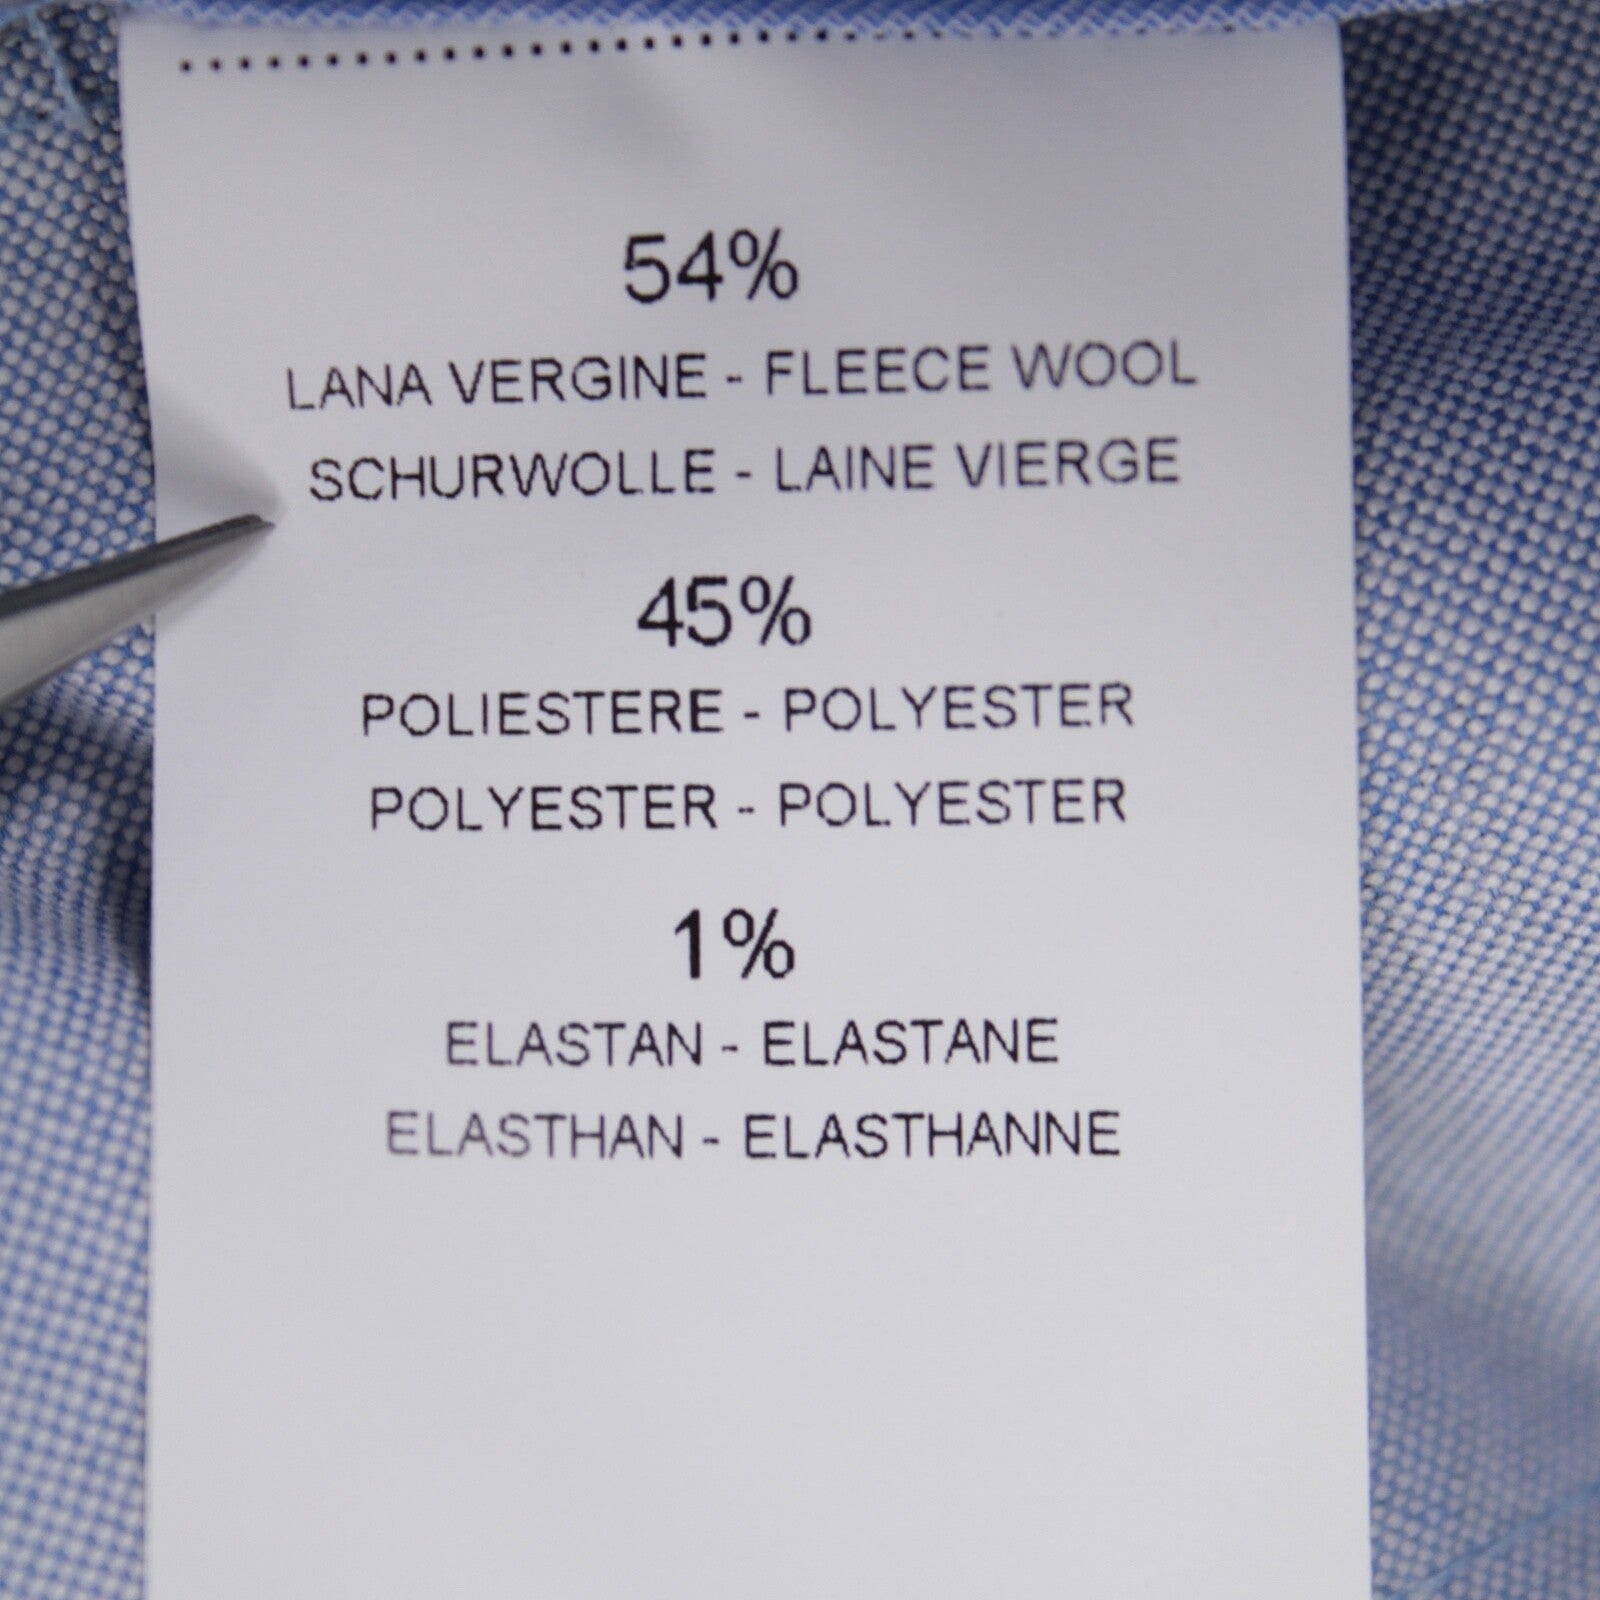 54%
LANA VERGINE - FLEECE WOOL
SCHURWOLLE - LAINE VIERGE
45%
POLIESTERE - POLYESTER
POLYESTER - POLYESTER
1%
ELASTAN - ELASTANE
ELASTHAN - ELASTHANNE